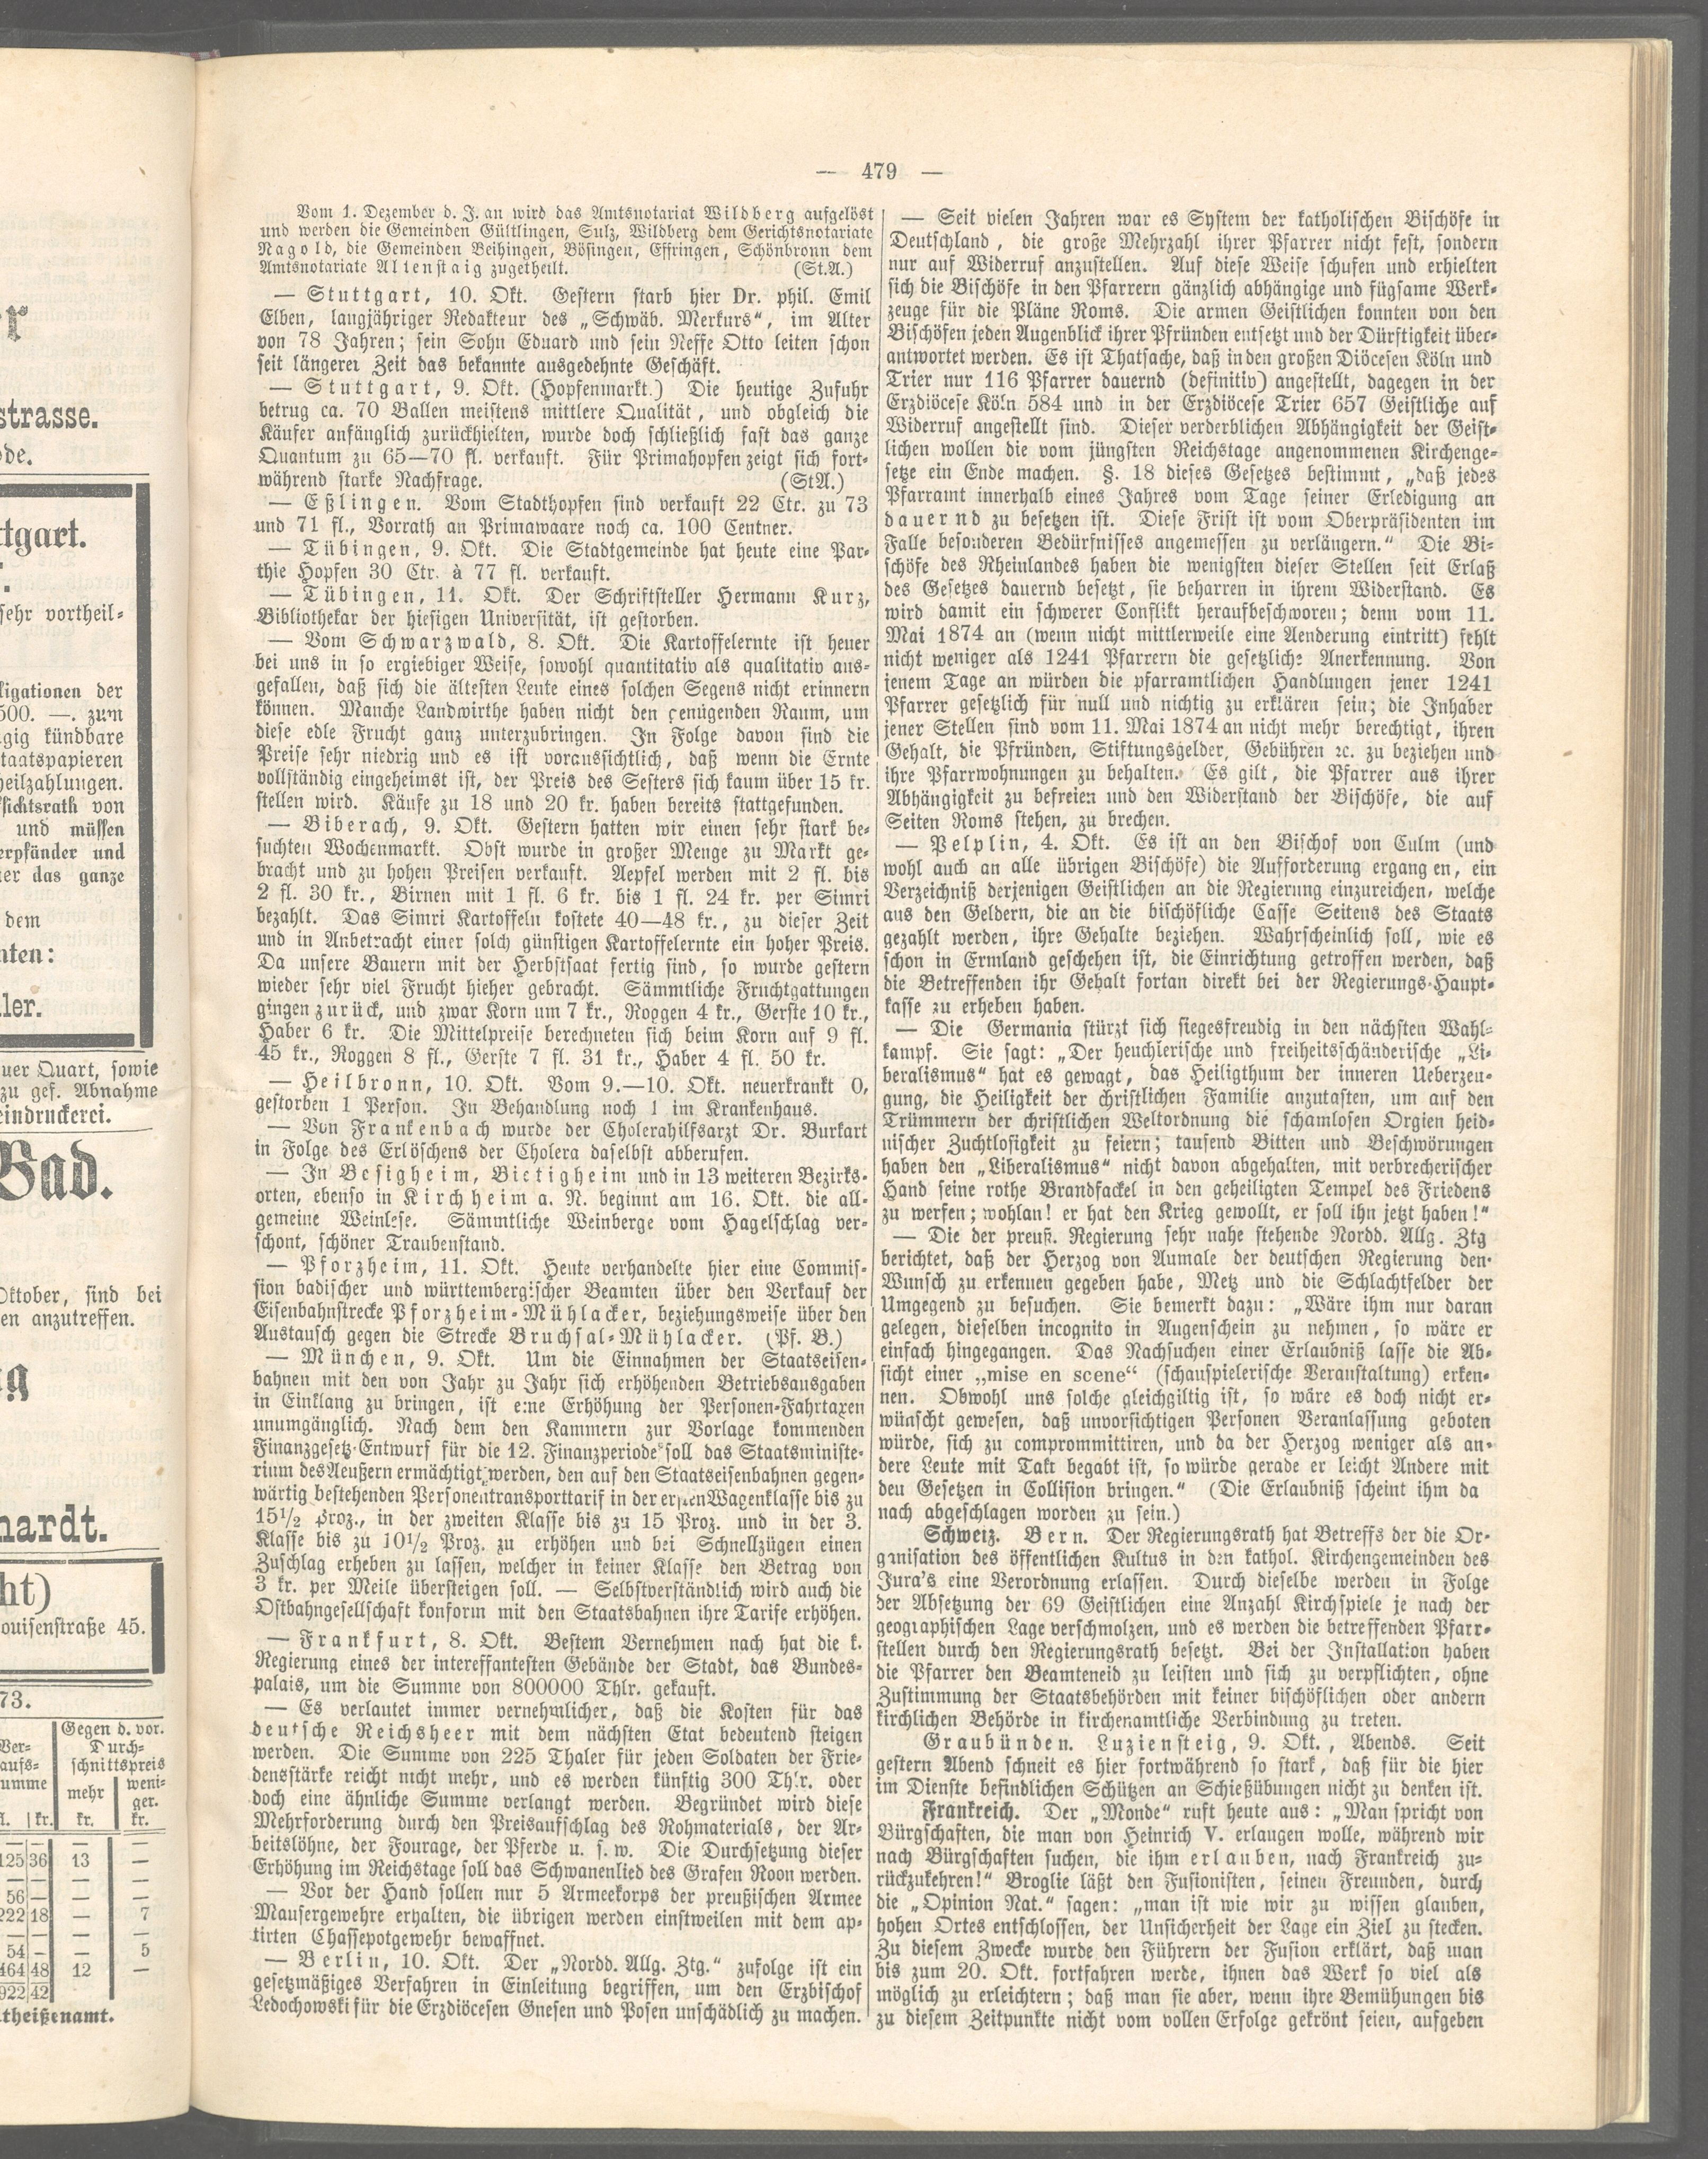 — 479 —
Vom 1. Dezember d. J. an wird das Amtsnotariat Wildberg aufgelöst
und werden die Gemeinden Gültlingen, Sulz, Wildberg dem Gerichtsnotariate
Nagold, die Gemeinden Beihingen, Bösingen, Effringen, Schönbronn dem
Amtsnotariate Altenstaig zugetheilt. (St.A.)
— Stuttgart, 10. Okt. Gestern starb hier Dr. phil. Emil
Elben, langjähriger Redakteur des „Schwäb. Merkurs“, im Alter
von 78 Jahren; sein Sohn Eduard und sein Neffe Otto leiten schon
seit längerer Zeit das bekannte ausgedehnte Geschäft.
— Stuttgart, 9. Okt. (Hopfenmarkt.) Die heutige Zufuhr
betrug ca. 70 Ballen meistens mittlere Qualität, und obgleich die
Käufer anfänglich zurückhielten, wurde doch schließlich fast das ganze
Quantum zu 65—70 fl. verkauft. Für Primahopfen zeigt sich fort-
während starke Nachfrage. (StA.)
— Eßlingen. Vom Stadthopfen sind verkauft 22 Ctr. zu 73
und 71 fl., Vorrath an Primawaare noch ca. 100 Centner.
— Tübingen, 9. Okt. Die Stadtgemeinde hat heute eine Par-
thie Hopfen 30 Ctr. à 77 fl. verkauft.
— Tübingen, 11. Okt. Der Schriftsteller Hermann Kurz,
Bibliothekar der hiesigen Universität, ist gestorben.
— Vom Schwarzwald, 8. Okt. Die Kartoffelernte ist heuer
bei uns in so ergiebiger Weise, sowohl quantitativ als qualitativ aus-
gefallen, daß sich die ältesten Leute eines solchen Segens nicht erinnern
können. Manche Landwirthe haben nicht den genügenden Raum, um
diese edle Frucht ganz unterzubringen. In Folge davon sind die
Preise sehr niedrig und es ist voraussichtlich, daß wenn die Ernte
vollständig eingeheimst ist, der Preis des Sesters sich kaum über 15 kr.
stellen wird. Käufe zu 18 und 20 kr. haben bereits stattgefunden.
— Biberach, 9. Okt. Gestern hatten wir einen sehr stark be-
suchten Wochenmarkt. Obst wurde in großer Menge zu Markt ge-
bracht und zu hohen Preisen verkauft. Aepfel werden mit 2 fl. bis
2 fl. 30 kr., Birnen mit 1 fl. 6 kr. bis 1 fl. 24 kr. per Simri
bezahlt. Das Simri Kartoffeln kostete 40—48 kr., zu dieser Zeit
und in Anbetracht einer solch günstigen Kartoffelernte ein hoher Preis.
Da unsere Bauern mit der Herbstsaat fertig sind, so wurde gestern
wieder sehr viel Frucht hieher gebracht. Sämmtliche Fruchtgattungen
gingen zurück, und zwar Korn um 7 kr., Roggen 4 kr., Gerste 10 kr.,
Haber 6 kr. Die Mittelpreise berechneten sich beim Korn auf 9 fl.
45 kr., Roggen 8 fl., Gerste 7 fl. 31 kr., Haber 4 fl. 50 kr.
— Heilbronn, 10. Okt. Vom 9.—10. Okt. neuerkrankt 0,
gestorben 1 Person. In Behandlung noch 1 im Krankenhaus.
— Von Frankenbach wurde der Cholerahilfsarzt Dr. Burkart
in Folge des Erlöschens der Cholera daselbst abberufen.
— In Besigheim, Bietigheim und in 13 weiteren Bezirks-
orten, ebenso in Kirchheim a. N. beginnt am 16. Okt. die all-
gemeine Weinlese. Sämmtliche Weinberge vom Hagelschlag ver-
schont, schöner Traubenstand.
— Pforzheim, 11. Okt. Heute verhandelte hier eine Commis-
sion badischer und württembergischer Beamten über den Verkauf der
Eisenbahnstrecke Pforzheim-Mühlacker, beziehungsweise über den
Austausch gegen die Strecke Bruchsal-Mühlacker. (Pf. B.)
— München, 9. Okt. Um die Einnahmen der Staatseisen-
bahnen mit den von Jahr zu Jahr sich erhöhenden Betriebsausgaben
in Einklang zu bringen, ist eine Erhöhung der Personen-Fahrtaxen
unumgänglich. Nach dem den Kammern zur Vorlage kommenden
Finanzgesetz-Entwurf für die 12. Finanzperiode soll das Staatsministe-
rium des Aeußern ermächtigt werden, den auf den Staatseisenbahnen gegen-
wärtig bestehenden Personentransporttarif in der ersten Wagenklasse bis zu
15½ Proz., in der zweiten Klasse bis zu 15 Proz. und in der 3.
Klasse bis zu 10½ Proz. zu erhöhen und bei Schnellzügen einen
Zuschlag erheben zu lassen, welcher in keiner Klasse den Betrag von
3 kr. per Meile übersteigen soll. — Selbstverständlich wird auch die
Ostbahngesellschaft konform mit den Staatsbahnen ihre Tarife erhöhen.
— Frankfurt, 8. Okt. Bestem Vernehmen nach hat die k.
Regierung eines der intereffantesten Gebäude der Stadt, das Bundes-
palais, um die Summe von 800000 Thlr. gekauft.
— Es verlautet immer vernehmlicher, daß die Kosten für das
deutsche Reichsheer mit dem nächsten Etat bedeutend steigen
werden. Die Summe von 225 Thaler für jeden Soldaten der Frie-
densstärke reicht nicht mehr, und es werden künftig 300 Thlr. oder
doch eine ähnliche Summe verlangt werden. Begründet wird diese
Mehrforderung durch den Preisaufschlag des Rohmaterials, der Ar-
beitslöhne, der Fourage, der Pferde u. s. w. Die Durchsetzung dieser
Erhöhung im Reichstage soll das Schwanenlied des Grafen Roon werden.
— Vor der Hand sollen nur 5 Armeekorps der preußischen Armee
Mausergewehre erhalten, die übrigen werden einstweilen mit dem ap-
tirten Chassepotgewehr bewaffnet.
— Berlin, 10. Okt. Der „Nordd. Allg. Ztg.“ zufolge ist ein
gesetzmäßiges Verfahren in Einleitung begriffen, um den Erzbischof
Ledochowski für die Erzdiöcesen Gnesen und Posen unschädlich zu machen.
— Seit vielen Jahren war es System der katholischen Bischöfe in
Deutschland, die große Mehrzahl ihrer Pfarrer nicht fest, sondern
nur auf Widerruf anzustellen. Auf diese Weise schufen und erhielten
sich die Bischöfe in den Pfarrern gänzlich abhängige und fügsame Werk-
zeuge für die Pläne Roms. Die armen Geistlichen konnten von den
Bischöfen jeden Augenblick ihrer Pfründen entsetzt und der Dürftigkeit über-
antwortet werden. Es ist Thatsache, daß in den großen Diöcesen Köln und
Trier nur 116 Pfarrer dauernd (definitiv) angestellt, dagegen in der
Erzdiöcese Köln 584 und in der Erzdiöcese Trier 657 Geistliche auf
Widerruf angestellt sind. Dieser verderblichen Abhängigkeit der Geist-
lichen wollen die vom jüngsten Reichstage angenommenen Kirchenge-
setze ein Ende machen. §. 18 dieses Gesetzes bestimmt, „daß jedes
Pfarramt innerhalb eines Jahres vom Tage seiner Erledigung an
dauernd zu besetzen ist. Diese Frist ist vom Oberpräsidenten im
Falle besonderen Bedürfnisses angemessen zu verlängern.“ Die Bi-
schöfe des Rheinlandes haben die wenigsten dieser Stellen seit Erlaß
des Gesetzes dauernd besetzt, sie beharren in ihrem Widerstand. Es
wird damit ein schwerer Conflikt heraufbeschworen; denn vom 11.
Mai 1874 an (wenn nicht mittlerweile eine Aenderung eintritt) fehlt
nicht weniger als 1241 Pfarrern die gesetzliche Anerkennung. Von
jenem Tage an würden die pfarramtlichen Handlungen jener 1241
Pfarrer gesetzlich für null und nichtig zu erklären sein; die Inhaber
jener Stellen sind vom 11. Mai 1874 an nicht mehr berechtigt, ihren
Gehalt, die Pfründen, Stiftungsgelder, Gebühren ꝛc. zu beziehen und
ihre Pfarrwohnungen zu behalten. Es gilt, die Pfarrer aus ihrer
Abhängigkeit zu befreien und den Widerstand der Bischöfe, die auf
Seiten Roms stehen, zu brechen.
— Pelplin, 4. Okt. Es ist an den Bischof von Culm (und
wohl auch an alle übrigen Bischöfe) die Aufforderung ergangen, ein
Verzeichniß derjenigen Geistlichen an die Regierung einzureichen, welche
aus den Geldern, die an die bischöfliche Casse Seitens des Staats
gezahlt werden, ihre Gehalte beziehen. Wahrscheinlich soll, wie es
schon in Ermland geschehen ist, die Einrichtung getroffen werden, daß
die Betreffenden ihr Gehalt fortan direkt bei der Regierungs-Haupt-
kasse zu erheben haben.
— Die Germania stürzt sich siegesfreudig in den nächsten Wahl-
kampf. Sie sagt: „Der heuchlerische und freiheitsschänderische „Li-
beralismus“ hat es gewagt, das Heiligthum der inneren Ueberzeu-
gung, die Heiligkeit der christlichen Familie anzutasten, um auf den
Trümmern der christlichen Weltordnung die schamlosen Orgien heid-
nischer Zuchtlosigkeit zu feiern; tausend Bitten und Beschwörungen
haben den „Liberalismus“ nicht davon abgehalten, mit verbrecherischer
Hand seine rothe Brandfackel in den geheiligten Tempel des Friedens
zu werfen; wohlan! er hat den Krieg gewollt, er soll ihn jetzt haben!“
— Die der preuß. Regierung sehr nahe stehende Nordd. Allg. Ztg
berichtet, daß der Herzog von Aumale der deutschen Regierung den
Wunsch zu erkennen gegeben habe, Metz und die Schlachtfelder der
Umgegend zu besuchen. Sie bemerkt dazu: „Wäre ihm nur daran
gelegen, dieselben incognito in Augenschein zu nehmen, so wäre er
einfach hingegangen. Das Nachsuchen einer Erlaubniß lasse die Ab-
sicht einer „mise en scene“ (schauspielerische Veranstaltung) erken-
nen. Obwohl uns solche gleichgiltig ist, so wäre es doch nicht er-
wünscht gewesen, daß unvorsichtigen Personen Veranlassung geboten
würde, sich zu comprommittiren, und da der Herzog weniger als an-
dere Leute mit Takt begabt ist, so würde gerade er leicht Andere mit
den Gesetzen in Collision bringen.“ (Die Erlaubniß scheint ihm da
nach abgeschlagen worden zu sein.)
Schweiz. Bern. Der Regierungsrath hat Betreffs der die Or-
ganisation des öffentlichen Kultus in den kathol. Kirchengemeinden des
Jura's eine Verordnung erlassen. Durch dieselbe werden in Folge
der Absetzung der 69 Geistlichen eine Anzahl Kirchspiele je nach der
geographischen Lage verschmolzen, und es werden die betreffenden Pfarr-
stellen durch den Regierungsrath besetzt. Bei der Installation haben
die Pfarrer den Beamteneid zu leisten und sich zu verpflichten, ohne
Zustimmung der Staatsbehörden mit keiner bischöflichen oder andern
kirchlichen Behörde in kirchenamtliche Verbindung zu treten.
Graubünden. Luziensteig, 9. Okt., Abends. Seit
gestern Abend schneit es hier fortwährend so stark, daß für die hier
im Dienste befindlichen Schützen an Schießübungen nicht zu denken ist.
Frankreich. Der „Monde“ ruft heute aus: „Man spricht von
Bürgschaften, die man von Heinrich V. erlangen wolle, während wir
nach Bürgschaften suchen, die ihm erlauben, nach Frankreich zu-
rückzukehren!“ Broglie läßt den Fusionisten, seinen Freunden, durch
die „Opinion Nat.“ sagen: „man ist wie wir zu wissen glauben,
hohen Ortes entschlossen, der Unsicherheit der Lage ein Ziel zu stecken.
Zu diesem Zwecke wurde den Führern der Fusion erklärt, daß man
bis zum 20. Okt. fortfahren werde, ihnen das Werk so viel als
möglich zu erleichtern; daß man sie aber, wenn ihre Bemühungen bis
zu diesem Zeitpunkte nicht vom vollen Erfolge gekrönt seien, aufgeben